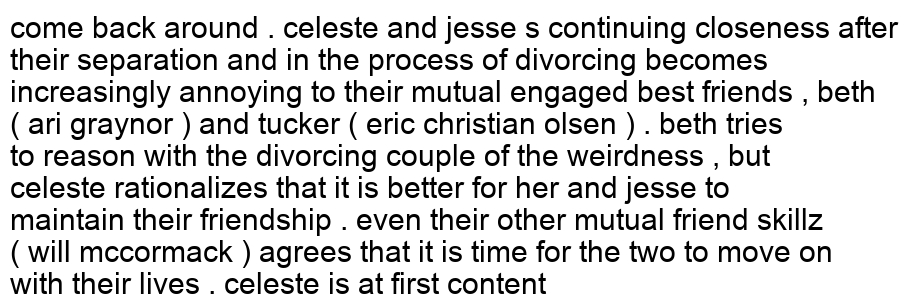 come back around . celeste and jesse s continuing closeness after
their separation and in the process of divorcing becomes
increasingly annoying to their mutual engaged best friends , beth
( ari graynor ) and tucker ( eric christian olsen ) . beth tries
to reason with the divorcing couple of the weirdness , but
celeste rationalizes that it is better for her and jesse to
maintain their friendship . even their other mutual friend skillz
( will mccormack ) agrees that it is time for the two to move on
with their lives . celeste is at first content